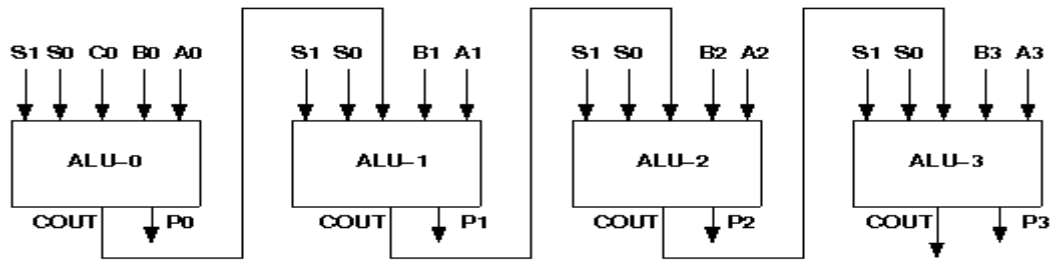 S1 S0 C0 B0 A0 S1 S0 B1 A1 S1 S0 B2 A2 S1 S0 B3 A3
ALU-0 ALU-1 ALU-2 ALU-3
COUT P0 COUT P1 COUT P2 COUT P3